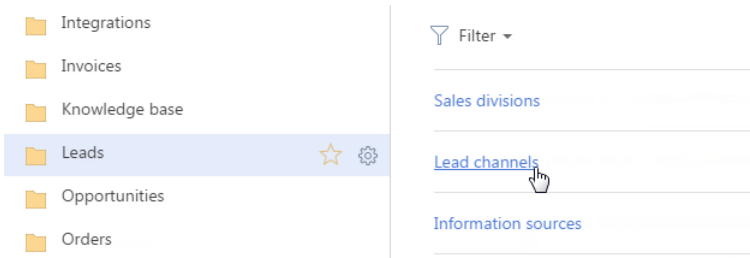 Integrations
Invoices
Knowledge base
Leads
Opportunities
Orders
Filter
Sales divisions
Lead channels
Information sources